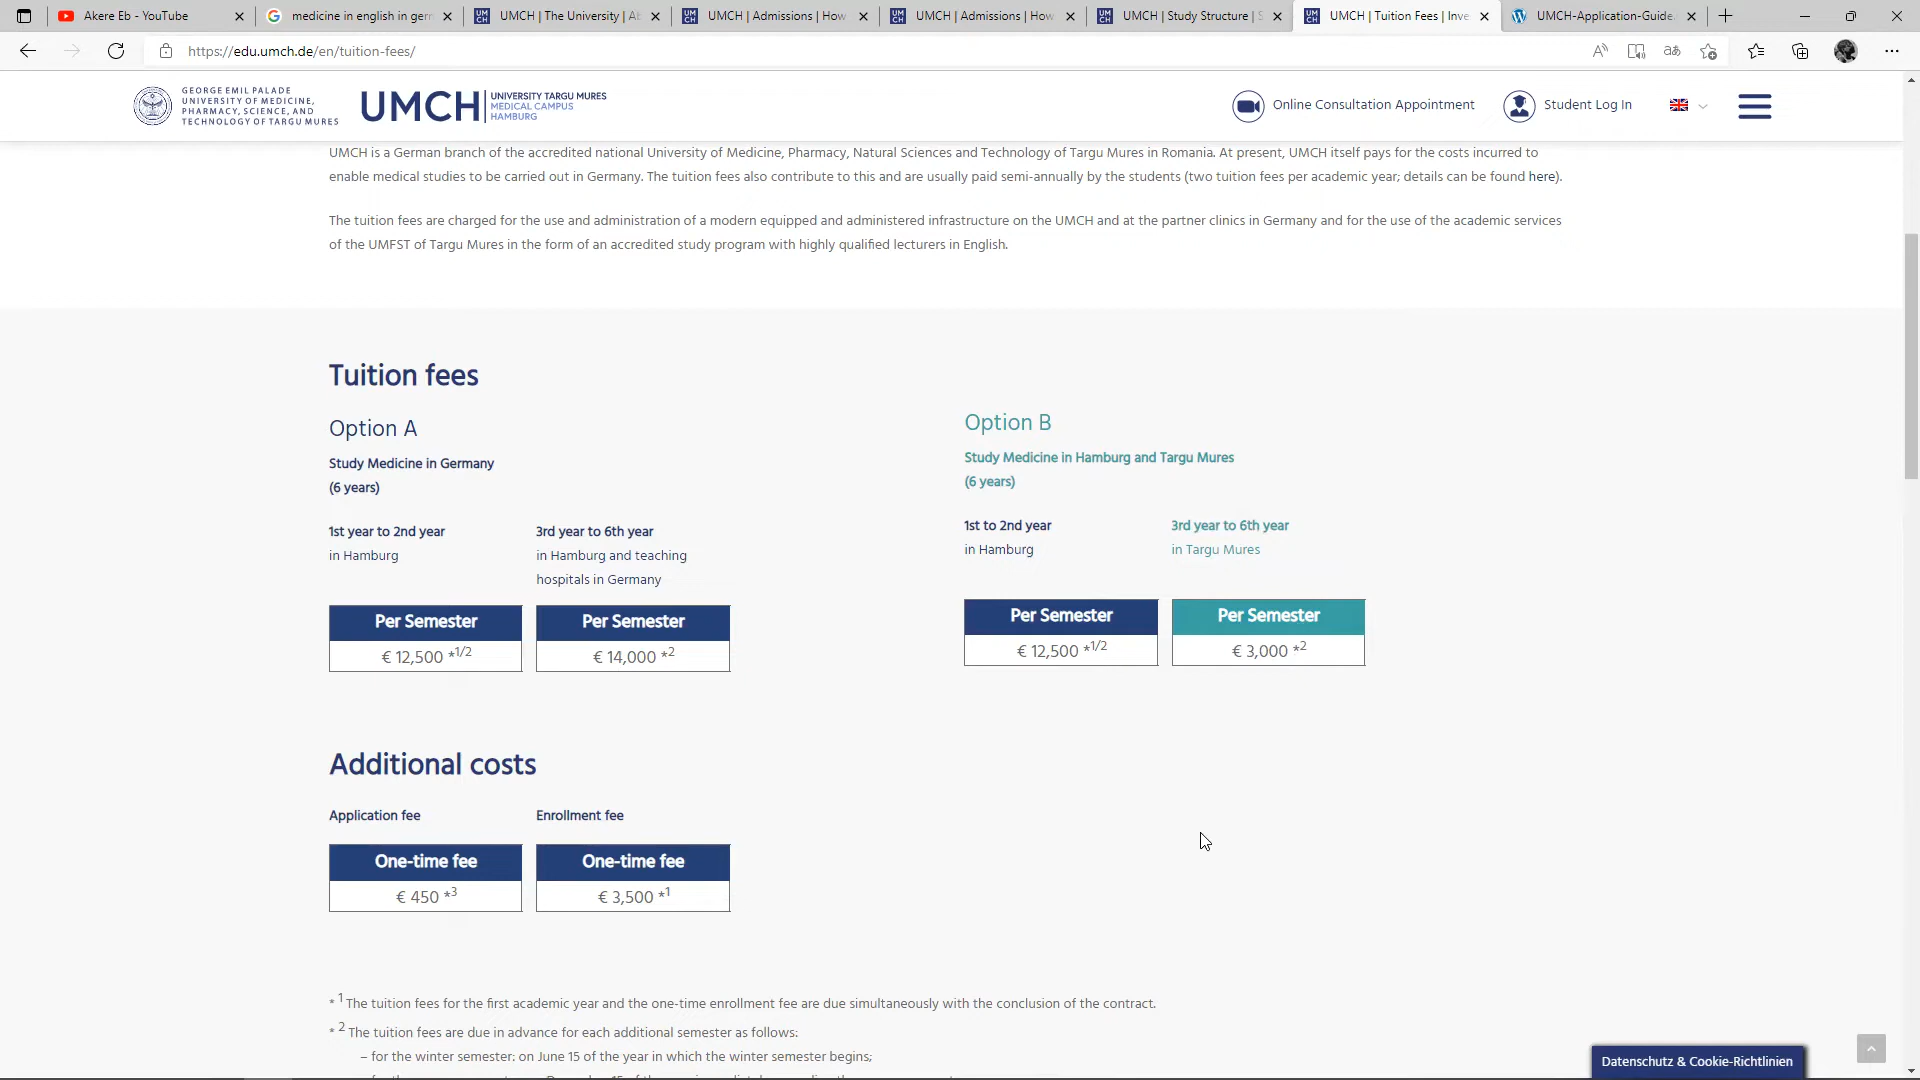 Akere Eb - YouTube
medicine in english in gern
UMCH | The University | Ab
UMCH | Admissions | How
UMCH | Admissions | How
UMCH | Study Structure | S
UMCH | Tuition Fees | Inve
UMCH-Application-Guide.
https://edu.umch.de/en/tuition-fees/
GEORGE EMIL PALADE
UNIVERSITY OF MEDICINE,
PHARMACY, SCIENCE, AND
TECHNOLOGY OF TARGU MURES
UMCH
UNIVERSITY TARGU MURES
MEDICAL CAMPUS
HAMBURG
Online Consultation Appointment
Student Log In
UMCH is a German branch of the accredited national University of Medicine, Pharmacy, Natural Sciences and Technology of Targu Mures in Romania. At present, UMCH itself pays for the costs incurred to
enable medical studies to be carried out in Germany. The tuition fees also contribute to this and are usually paid semi-annually by the students (two tuition fees per academic year; details can be found here).
The tuition fees are charged for the use and administration of a modern equipped and administered infrastructure on the UMCH and at the partner clinics in Germany and for the use of the academic services
of the UMFST of Targu Mures in the form of an accredited study program with highly qualified lecturers in English.
Tuition fees
Option A
Study Medicine in Germany
(6 years)
1st year to 2nd year
in Hamburg
3rd year to 6th year
in Hamburg and teaching
hospitals in Germany
Per Semester
€ 12,500 *1/2
Per Semester
€ 14,000 *2
Option B
Study Medicine in Hamburg and Targu Mures
(6 years)
1st to 2nd year
in Hamburg
3rd year to 6th year
in Targu Mures
Per Semester
€ 12,500 *1/2
Per Semester
€ 3,000 *2
Additional costs
Application fee
One-time fee
€ 450 *3
Enrollment fee
One-time fee
€ 3,500 *1
* 1 The tuition fees for the first academic year and the one-time enrollment fee are due simultaneously with the conclusion of the contract.
* 2 The tuition fees are due in advance for each additional semester as follows:
– for the winter semester: on June 15 of the year in which the winter semester begins;
Datenschutz & Cookie-Richtlinien